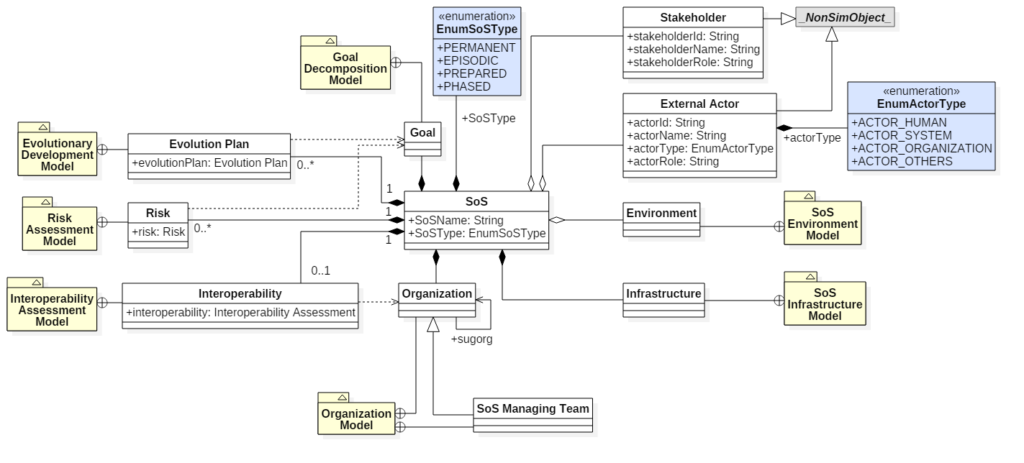 «enumeration»
EnumSoSType
+PERMANENT
+EPISODIC
+PREPARED
+PHASED
Stakeholder
+stakeholderId: String
+stakeholderName: String
+stakeholderRole: String
_NonSimObject_
Goal
Decomposition
Model
External Actor
+actorId: String
+actorName: String
+actorType: EnumActorType
+actorRole: String
+actorType
«enumeration»
EnumActorType
+ACTOR_HUMAN
+ACTOR_SYSTEM
+ACTOR_ORGANIZATION
+ACTOR_OTHERS
+SoSType
Goal
Evolutionary
Development
Model
Evolution Plan
+evolutionPlan: Evolution Plan
0..*
1
Risk
Assessment
Model
Risk
+risk: Risk
0..*
1
1
SoS
+SoSName: String
+SoSType: EnumSoSType
Environment
SoS
Environment
Model
0..1
Interoperability
Assessment
Model
Interoperability
+interoperability: Interoperability Assessment
Organization
+sugorg
Infrastructure
SoS
Infrastructure
Model
Organization
Model
SoS Managing Team